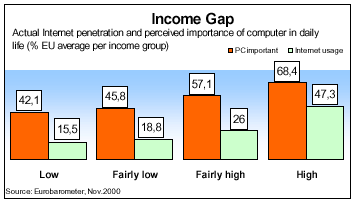 Income Gap
Actual Internet penetration and perceived importance of computer in daily
life (% EU average per income group)
PC important Internet usage
42,1 15,5 45,8 18,8 57,1 26 68,4 47,3
Low Fairly low Fairly high High
Source: Eurobarometer, Nov.2000